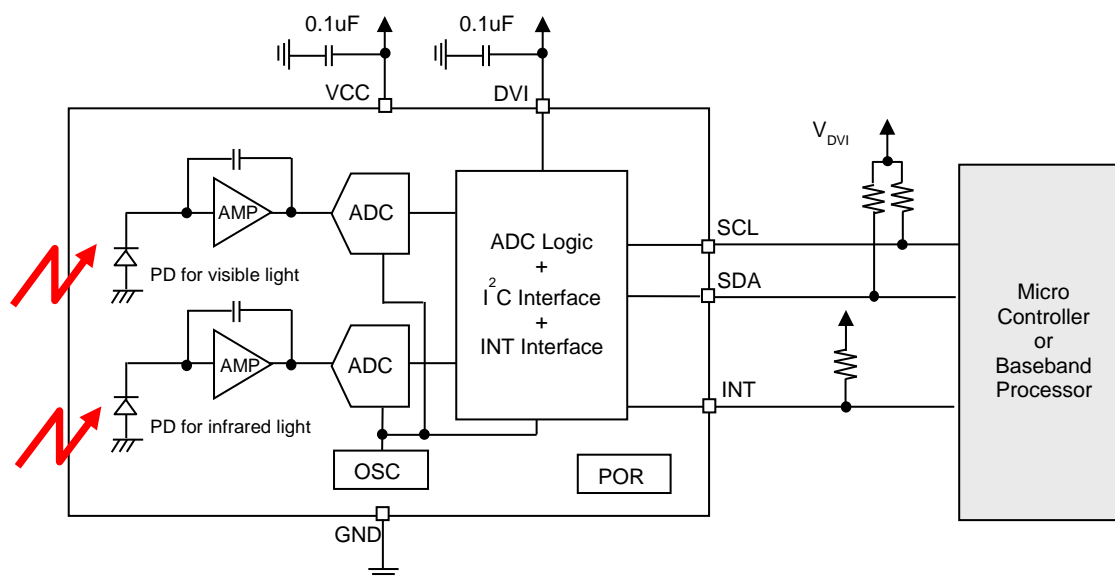 0.1uF
0.1uF
VCC
DVI
V_DVI
AMP
ADC
PD for visible light
ADC Logic
+
I²C Interface
+
INT Interface
SCL
SDA
INT
AMP
ADC
PD for infrared light
OSC
POR
GND
Micro
Controller
or
Baseband
Processor